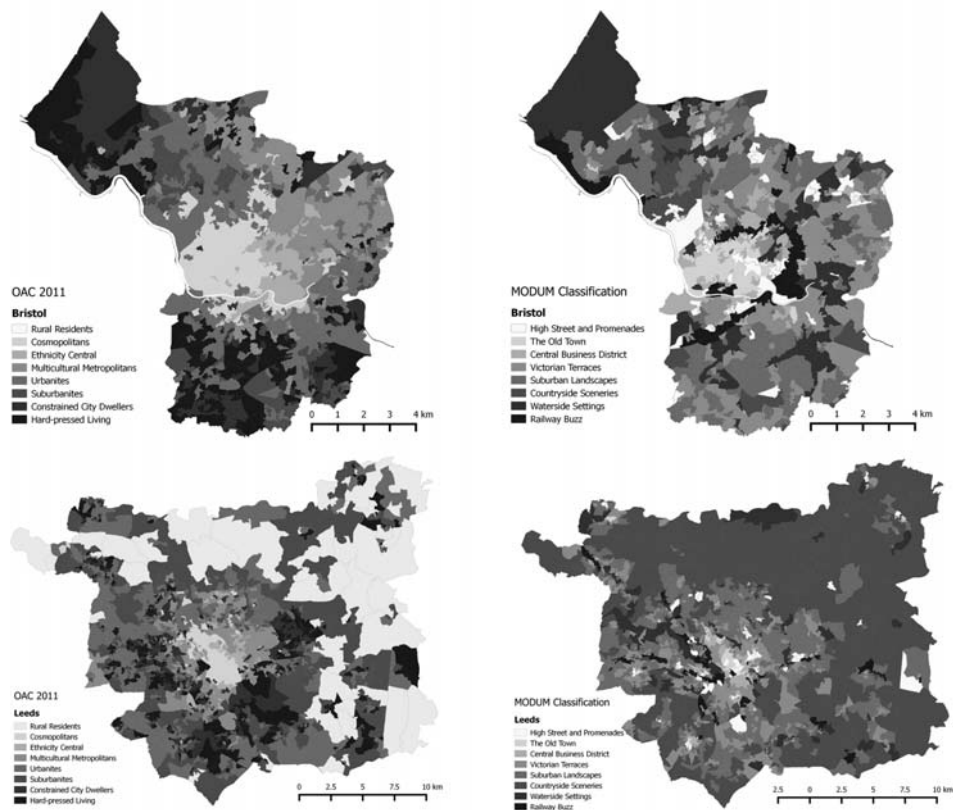 OAC 2011
Bristol
Rural Residents
Cosmopolitans
Ethnicity Central
Multicultural Metropolitans
Urbanites
Suburbanites
Constrained City Dwellers
Hard-pressed Living
0 1 2 3 4 km
MODUM Classification
Bristol
High Street and Promenades
The Old Town
Central Business District
Victorian Terraces
Suburban Landscapes
Countryside Sceneries
Waterside Settings
Railway Buzz
0 1 2 3 4 km
OAC 2011
Leeds
Rural Residents
Cosmopolitans
Ethnicity Central
Multicultural Metropolitans
Urbanites
Suburbanites
Constrained City Dwellers
Hard-pressed Living
0 2.5 5 7.5 10 km
MODUM Classification
Leeds
High Street and Promenades
The Old Town
Central Business District
Victorian Terraces
Suburban Landscapes
Countryside Sceneries
Waterside Settings
Railway Buzz
2.5 0 2.5 5 7.5 10 km